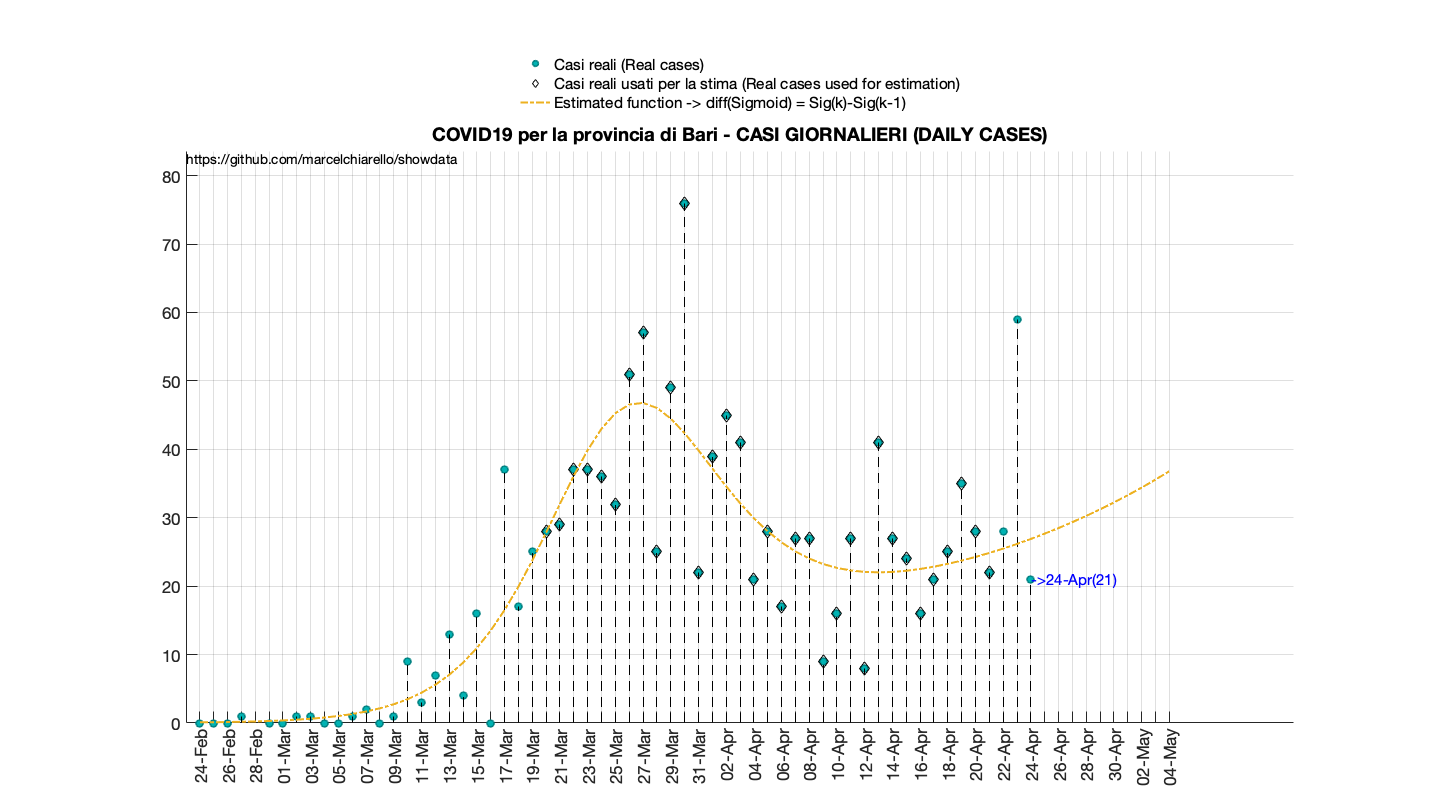 Casi reali (Real cases)
Casi reali usati per la stima (Real cases used for estimation)
Estimated function -> diff(Sigmoid) = Sig(k)-Sig(k-1)
COVID19 per la provincia di Bari - CASI GIORNALIERI (DAILY CASES)
https://github.com/marcelchiarello/showdata
80
70
60
50
40
30
20
10
0
->24-Apr(21)
24-Feb
26-Feb
28-Feb
01-Mar
03-Mar
05-Mar
07-Mar
09-Mar
11-Mar
13-Mar
15-Mar
17-Mar
19-Mar
21-Mar
23-Mar
25-Mar
27-Mar
29-Mar
31-Mar
02-Apr
04-Apr
06-Apr
08-Apr
10-Apr
12-Apr
14-Apr
16-Apr
18-Apr
20-Apr
22-Apr
24-Apr
26-Apr
28-Apr
30-Apr
02-May
04-May